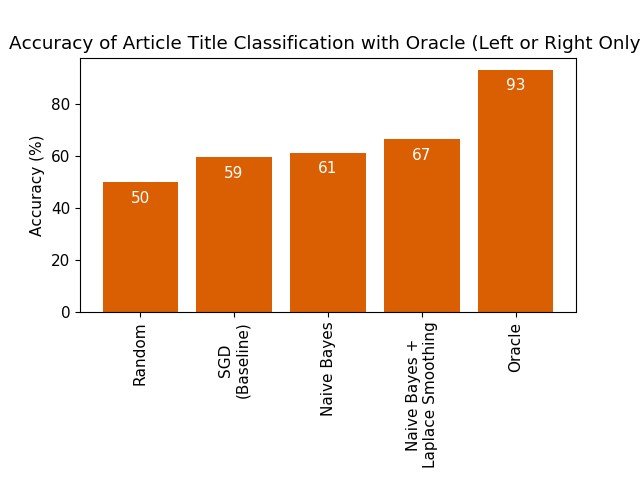 Accuracy of Article Title Classification with Oracle (Left or Right Only
Accuracy (%)
80
60
40
20
0
50
59
61
67
93
Random
SGD
(Baseline)
Naive Bayes
Naive Bayes +
Laplace Smoothing
Oracle